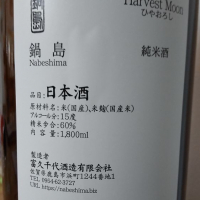 Harvest Moon
ひやおろし
鍋島
Nabeshima
純米酒
品目: 日本酒
原材料名: 米(国産)、米麹(国産米)
アルコール分: 15度
精米歩合: 60%
内容量: 1,800ml
製造者
富久千代酒造有限会社
佐賀県鹿島市浜町1244番1
TEL 0954-62-3727
URL https://nabeshima.biz